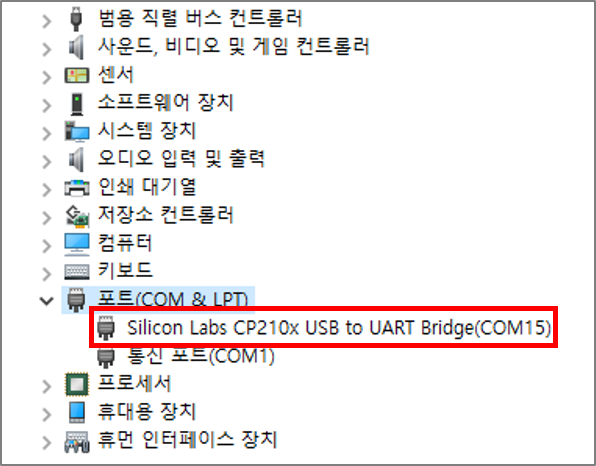 범용 직렬 버스 컨트롤러
사운드, 비디오 및 게임 컨트롤러
센서
소프트웨어 장치
시스템 장치
오디오 입력 및 출력
인쇄 대기열
저장소 컨트롤러
컴퓨터
키보드
포트(COM & LPT)
Silicon Labs CP210x USB to UART Bridge(COM15)
통신 포트(COM1)
프로세서
휴대용 장치
휴먼 인터페이스 장치